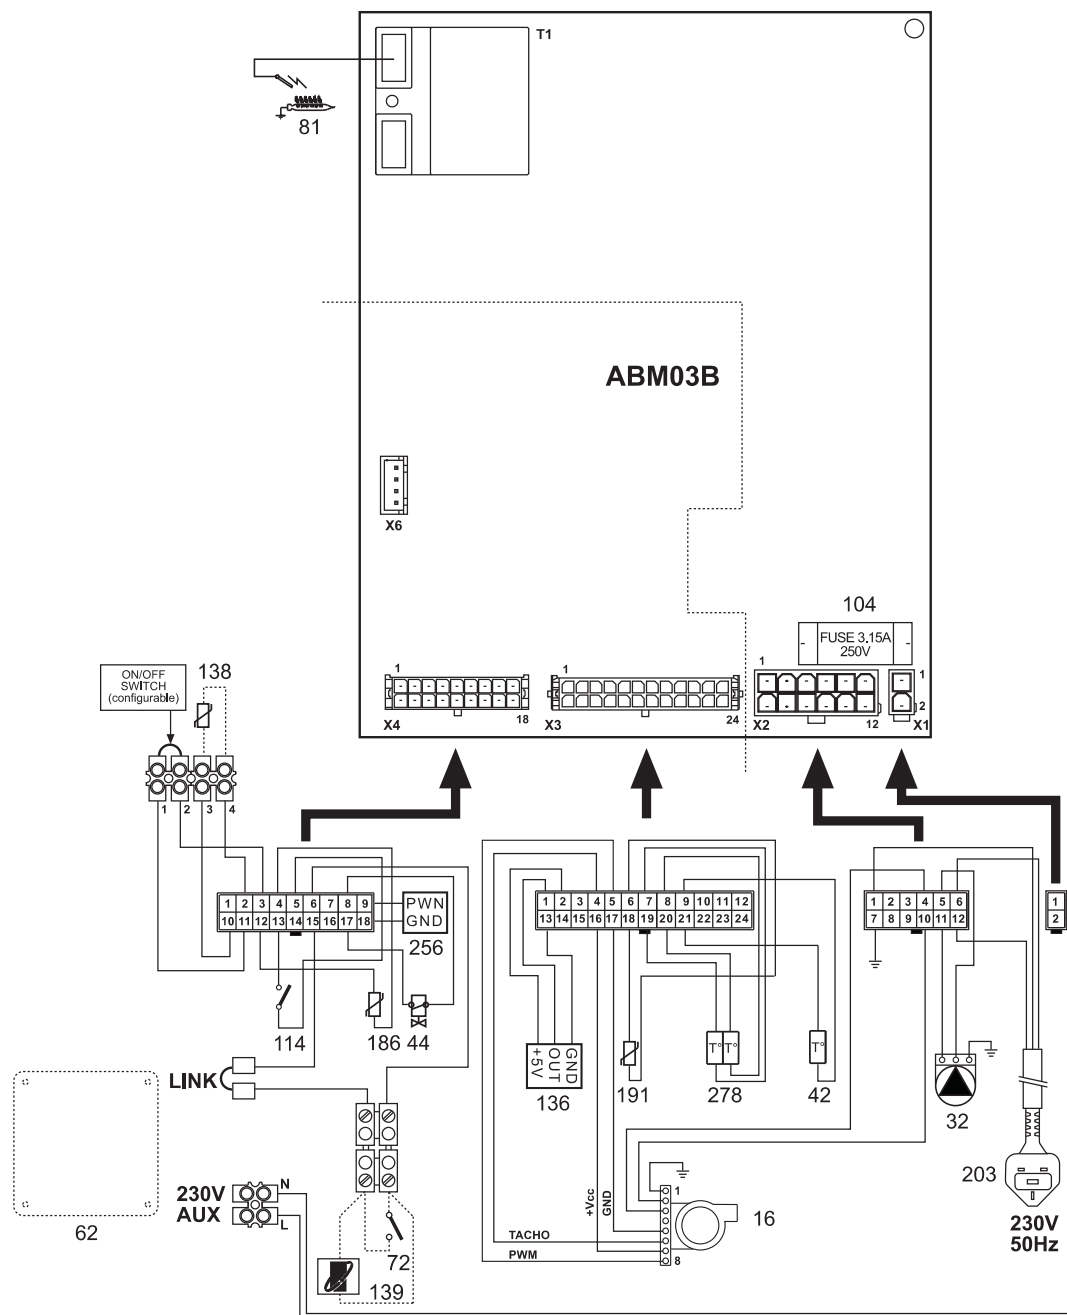 T1
81
ABM03B
X6
104
FUSE 3.15A
250V
ON/OFF
SWITCH
(configurable)
138
1
1
1
1
X4
18
X3
24
X2
12
2
X1
1 2 3 4
1 2 3 4 5 6 7 8 9
10 11 12 13 14 15 16 17 18
PWN
GND
256
1 2 3 4 5 6 7 8 9 10 11 12
13 14 15 16 17 18 19 20 21 22 23 24
1 2 3 4 5 6
7 8 9 10 11 12
1
2
114
186
44
LINK
+5V
OUT
GND
136
191
T° T°
278
T°
42
32
203
230V
50Hz
62
230V
AUX
N
L
72
139
+Vcc
GND
TACHO
PWM
1
8
16